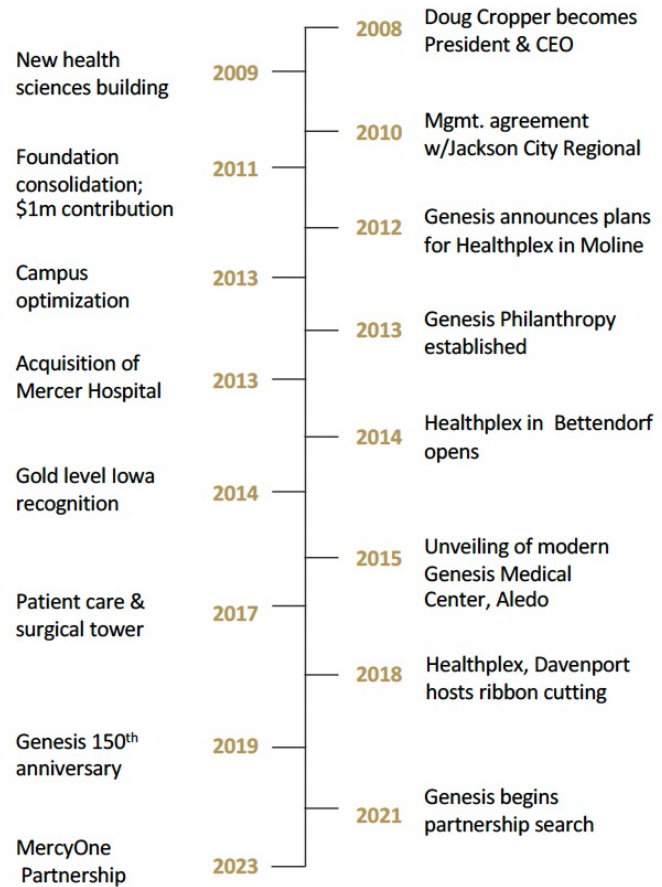 2008
Doug Cropper becomes
President & CEO
New health
sciences building
2009
2010
Mgmt. agreement
w/Jackson City Regional
Foundation
consolidation;
$1m contribution
2011
2012
Genesis announces plans
for Healthplex in Moline
Campus
optimization
2013
2013
Genesis Philanthropy
established
Acquisition of
Mercer Hospital
2013
2014
Healthplex in Bettendorf
opens
Gold level Iowa
recognition
2014
2015
Unveiling of modern
Genesis Medical
Center, Aledo
Patient care &
surgical tower
2017
2018
Healthplex, Davenport
hosts ribbon cutting
Genesis 150th
anniversary
2019
2021
Genesis begins
partnership search
MercyOne
Partnership
2023